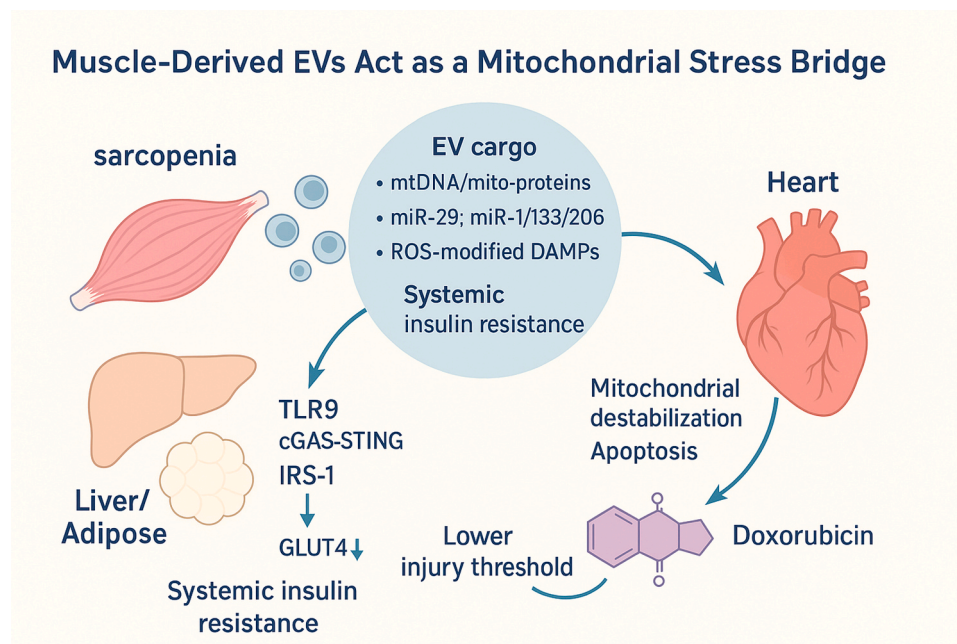 Muscle-Derived EVs Act as a Mitochondrial Stress Bridge
sarcopenia
EV cargo
• mtDNA/mito-proteins
• miR-29; miR-1/133/206
• ROS-modified DAMPs
Systemic
insulin resistance
Heart
TLR9
cGAS-STING
IRS-1
GLUT4↓
Liver/
Adipose
Systemic insulin
resistance
Mitochondrial
destabilization
Apoptosis
Doxorubicin
Lower
injury threshold